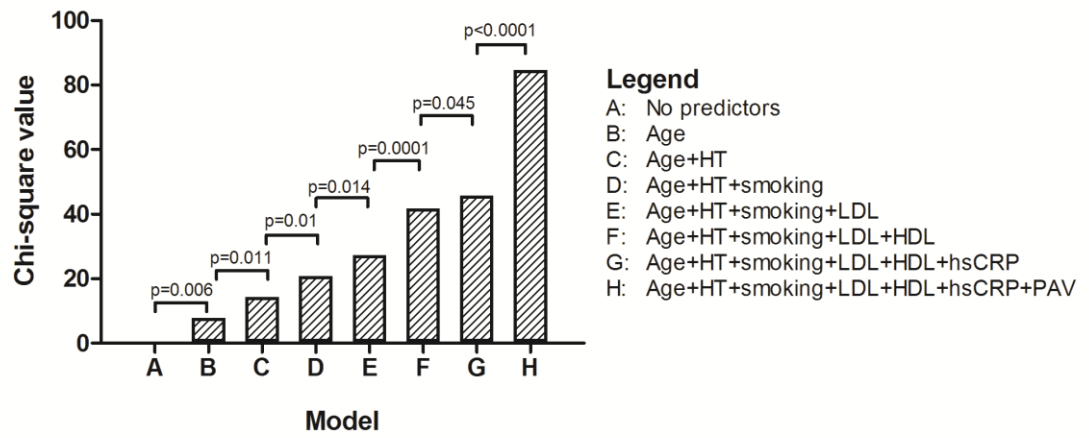 100
80
60
40
20
0
Chi-square value
p=0.006
p=0.011
p=0.01
p=0.014
p=0.0001
p=0.045
p<0.0001
A B C D E F G H
Model
Legend
A: No predictors
B: Age
C: Age+HT
D: Age+HT+smoking
E: Age+HT+smoking+LDL
F: Age+HT+smoking+LDL+HDL
G: Age+HT+smoking+LDL+HDL+hsCRP
H: Age+HT+smoking+LDL+HDL+hsCRP+PAV